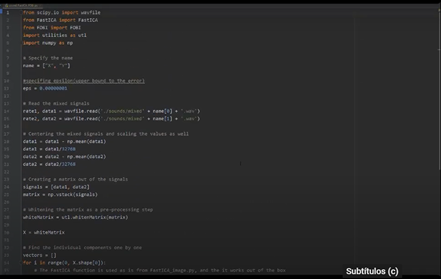 from scipy.io import wavfile
from FastICA import FastICA
from FOBI import FOBI
import utilities as utl
import numpy as np
# Specify the name
name = ["X", "Y"]
#specifing epsilon(upper bound to the error)
eps = 0.00000001
# Read the mixed signals
rate1, data1 = wavfile.read('./sounds/mixed' + name[0] + '.wav')
rate2, data2 = wavfile.read('./sounds/mixed' + name[1] + '.wav')
# Centering the mixed signals and scaling the values as well
data1 = data1 - np.mean(data1)
data1 = data1/32768
data2 = data2 - np.mean(data2)
data2 = data2/32768
# Creating a matrix out of the signals
signals = [data1, data2]
matrix = np.vstack(signals)
# Whitening the matrix as a pre-processing step
whiteMatrix = utl.whitenMatrix(matrix)
X = whiteMatrix
# Find the individual components one by one
vectors = []
for i in range(0, X.shape[0]):
# The FastICA function is used as is from FastICA_image.py, and the it works out of the box
Subtítulos (c)